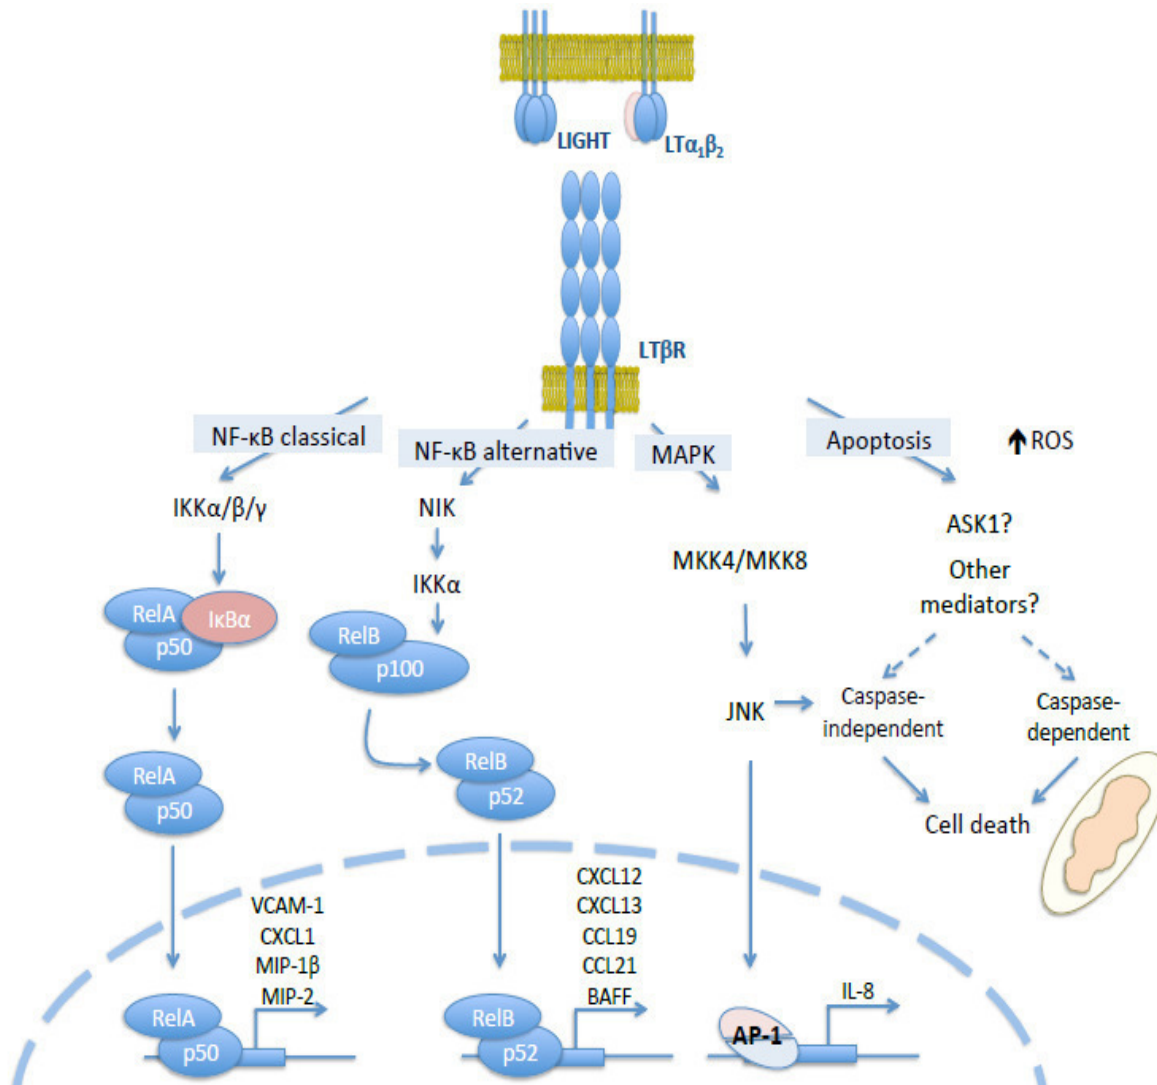 LIGHT
LTα1β2
LTβR
NF-κB classical
NF-κB alternative
MAPK
Apoptosis
ROS
IKKα/β/γ
NIK
IKKα
MKK4/MKK8
ASK1?
Other
mediators?
RelA
IκBα
p50
RelB
p100
JNK
Caspase-
independent
Caspase-
dependent
RelA
p50
RelB
p52
Cell death
VCAM-1
CXCL1
MIP-1β
MIP-2
CXCL12
CXCL13
CCL19
CCL21
BAFF
IL-8
RelA
p50
RelB
p52
AP-1